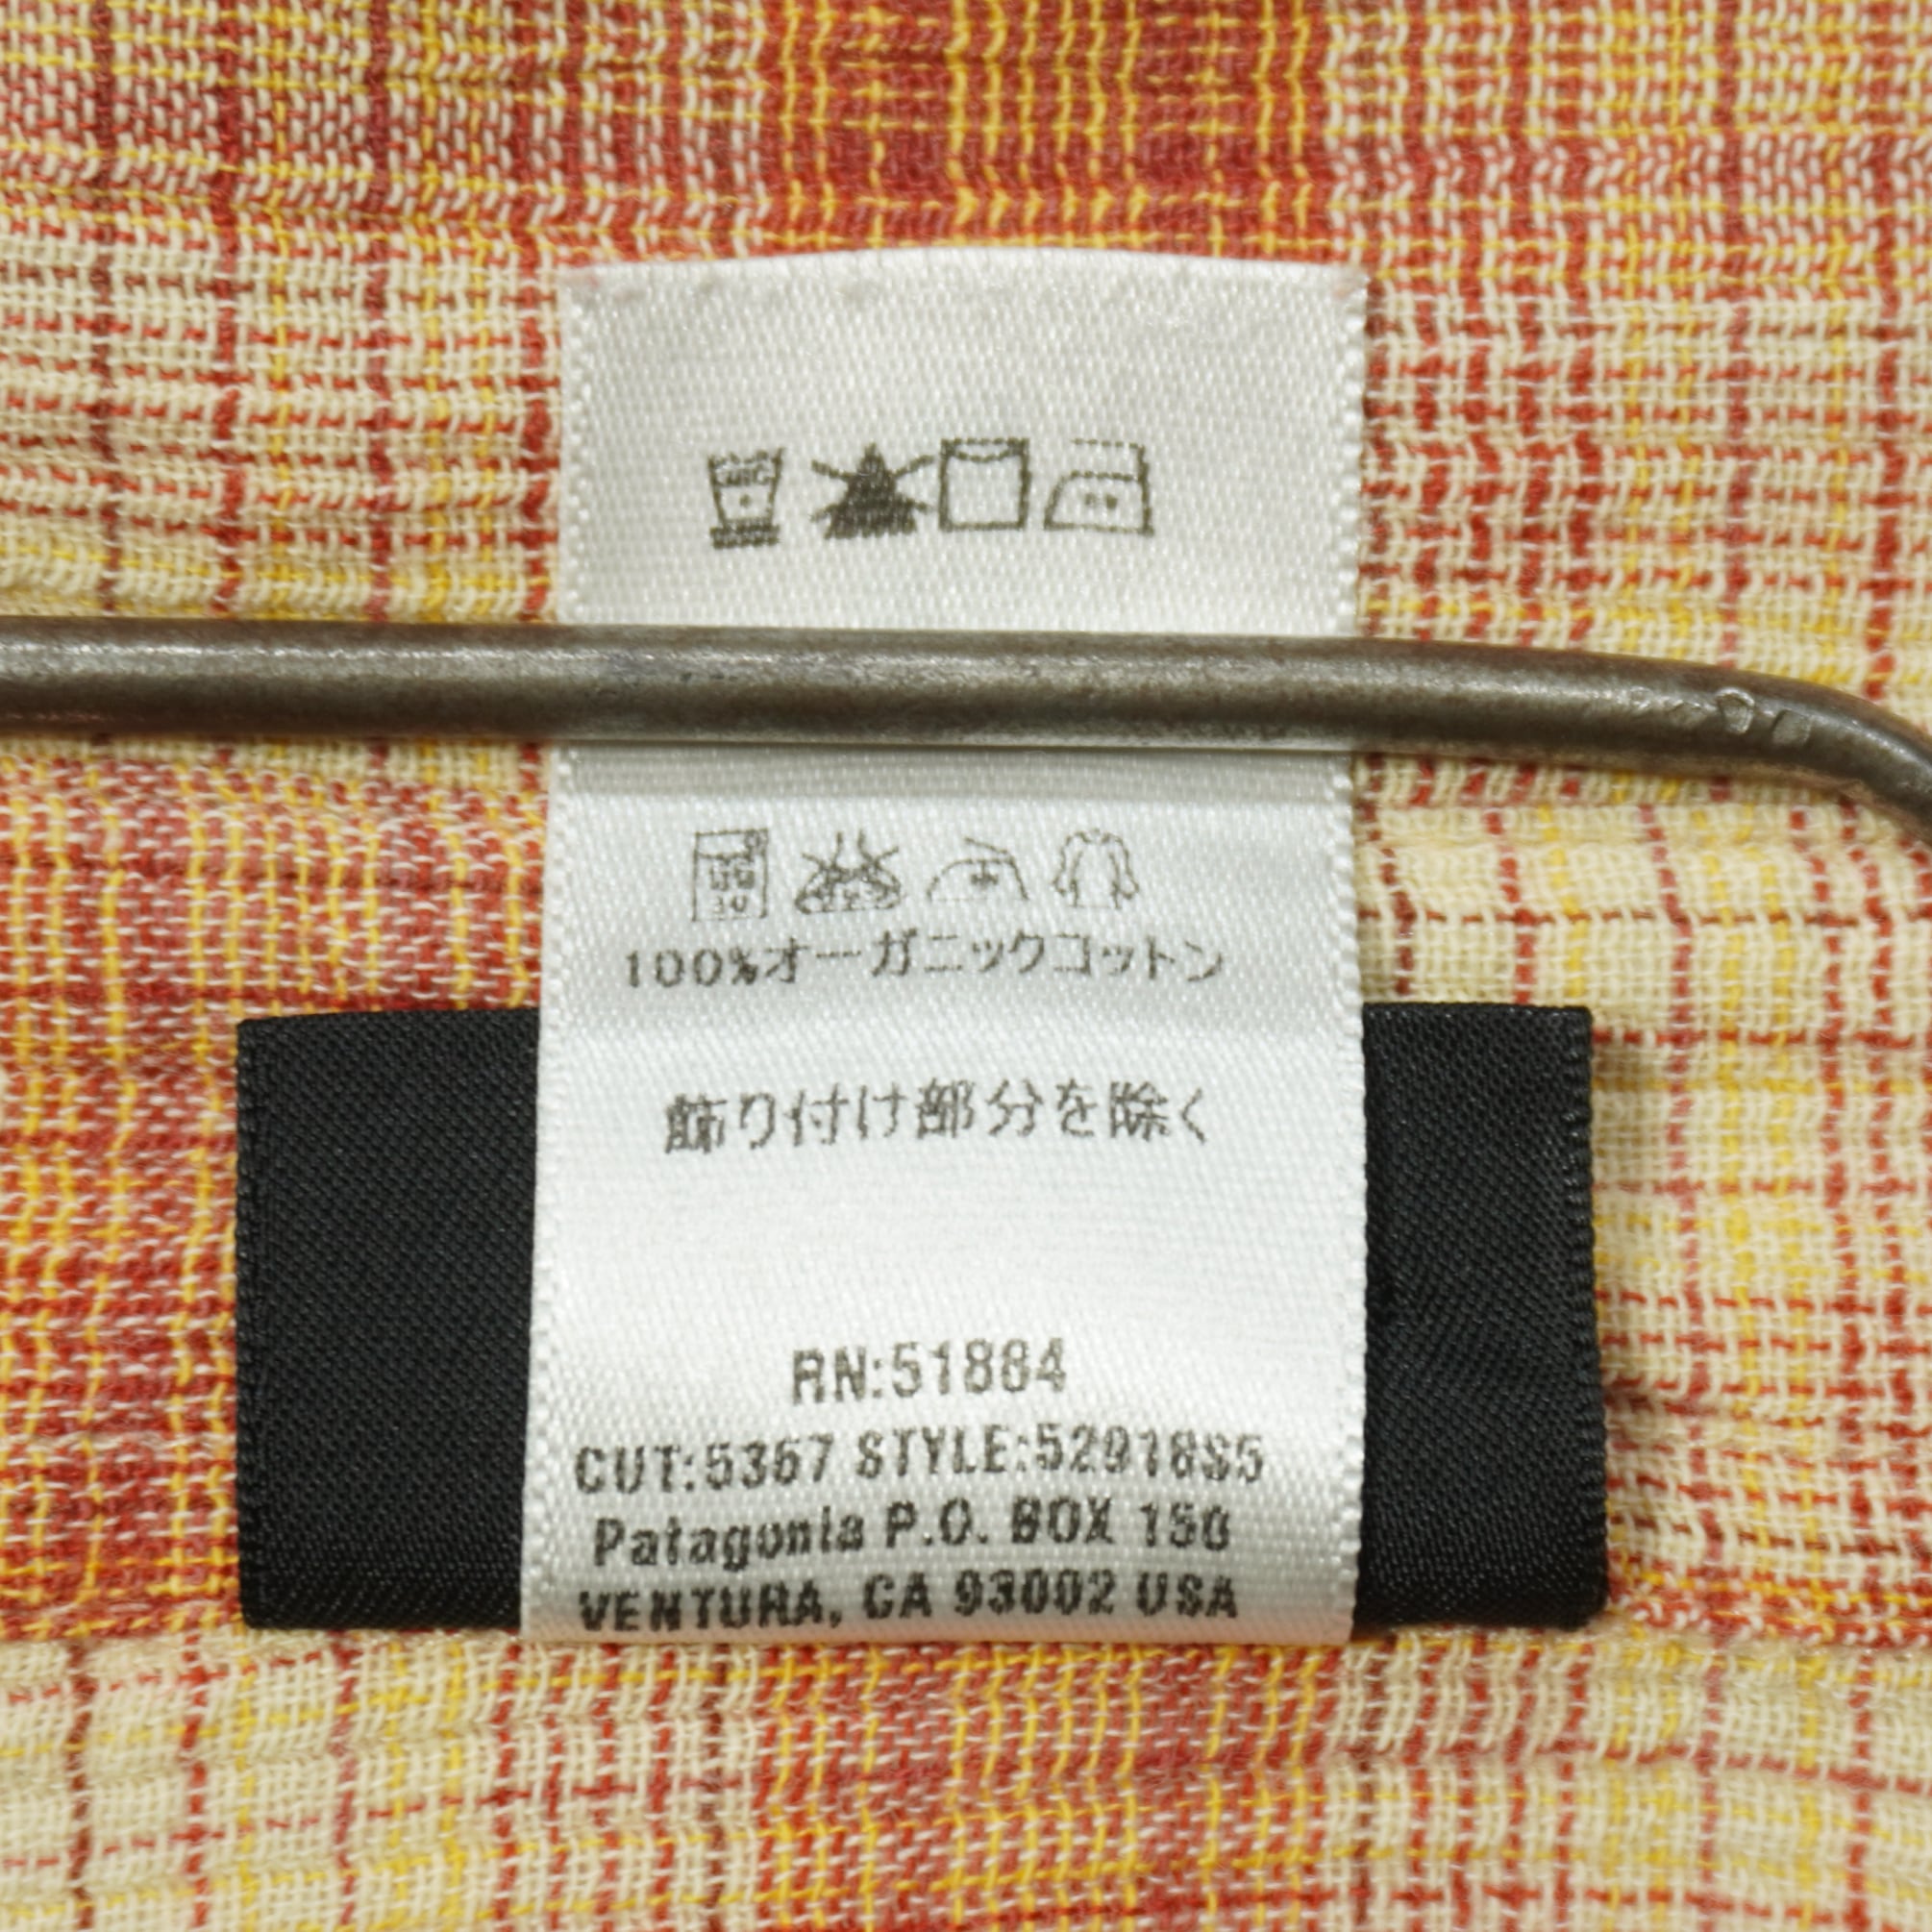 100%オーガニックコットン
飾り付け部分を除く
RN:51884
CUT:5367 STYLE:52918S5
Patagonia P.O. BOX 150
VENTURA, CA 93002 USA